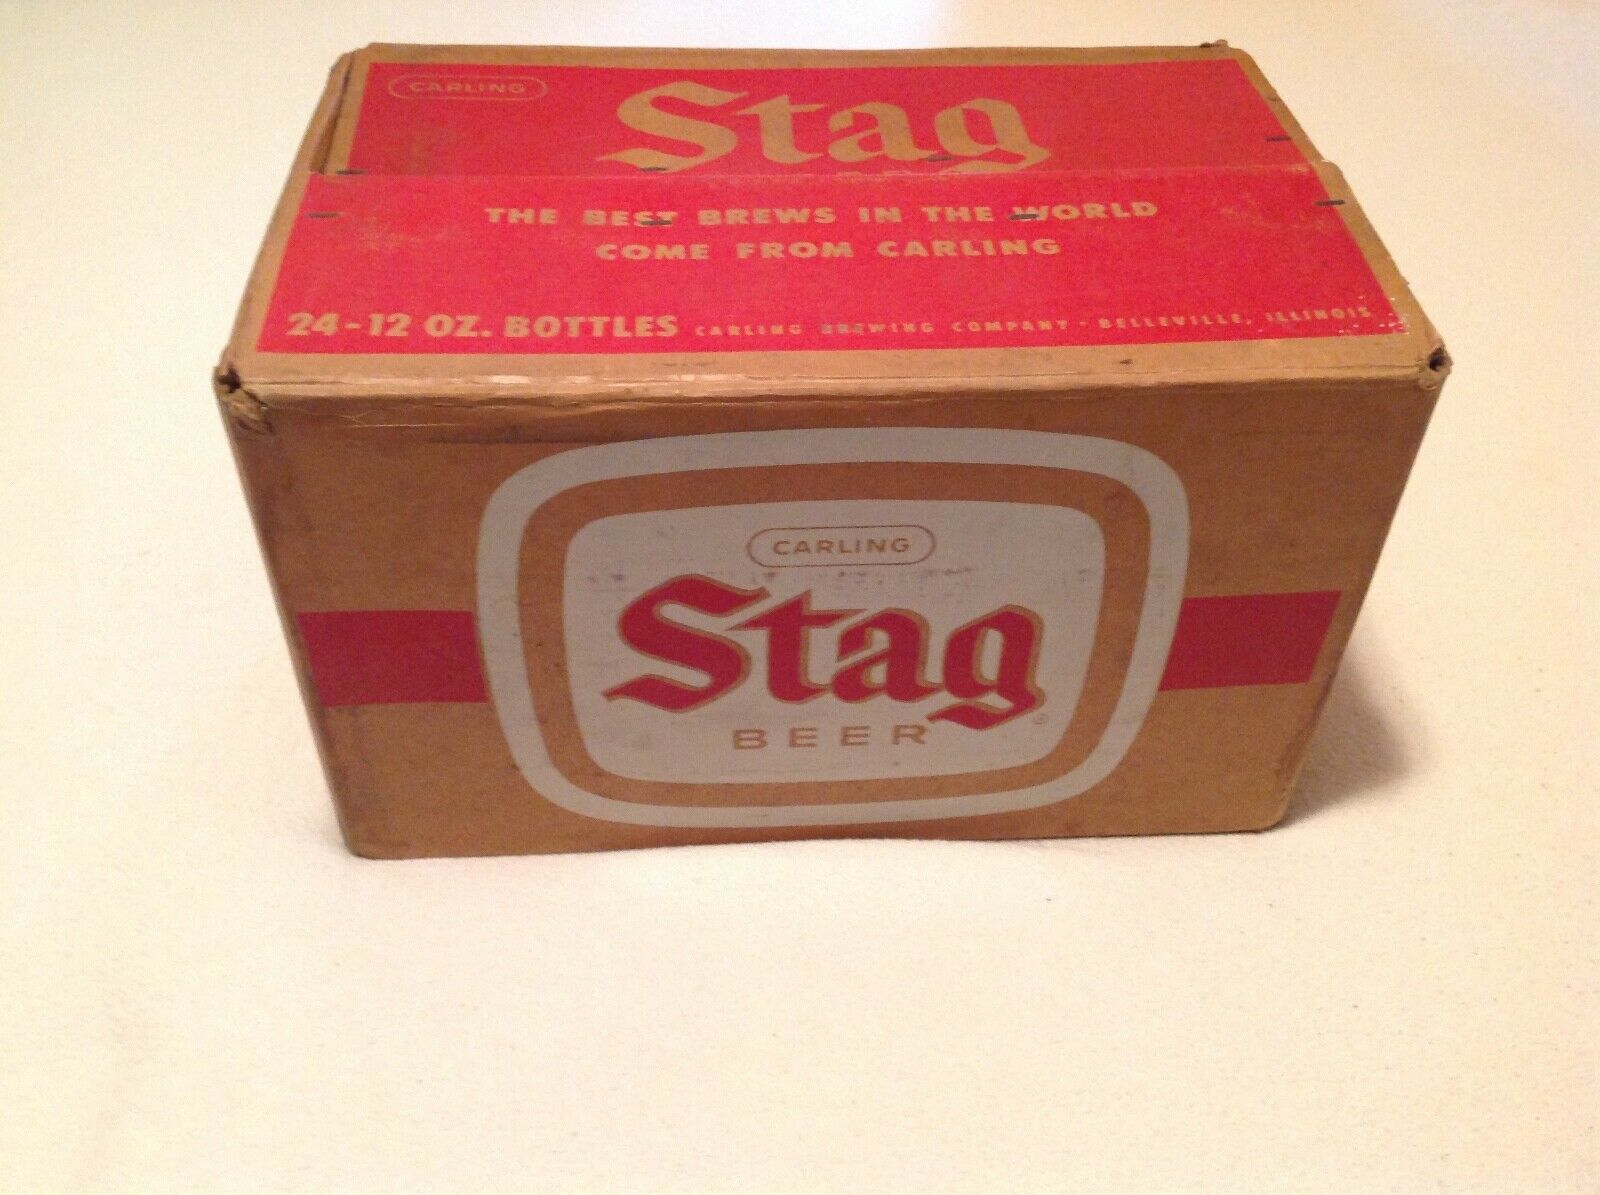 CARLING
Stag
THE BEST BREWS IN THE WORLD
COME FROM CARLING
24-12 OZ. BOTTLES CARLING BREWING COMPANY · BELLEVILLE, ILLINOIS
CARLING
Stag
®
BEER